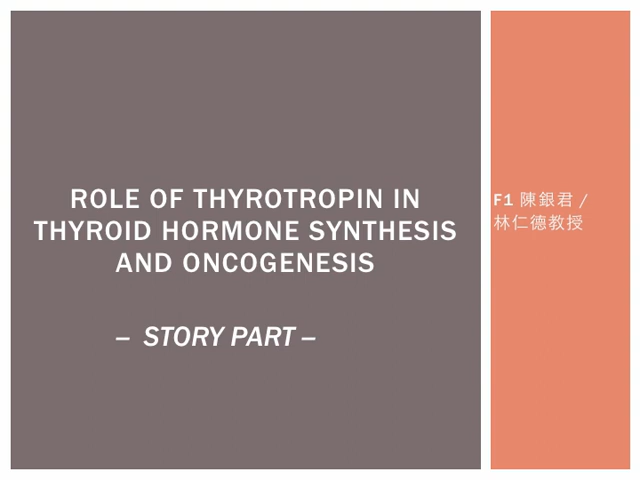 ROLE OF THYROTROPIN IN
THYROID HORMONE SYNTHESIS
AND ONCOGENESIS
– STORY PART –
F1 陳銀君 /
林仁德教授